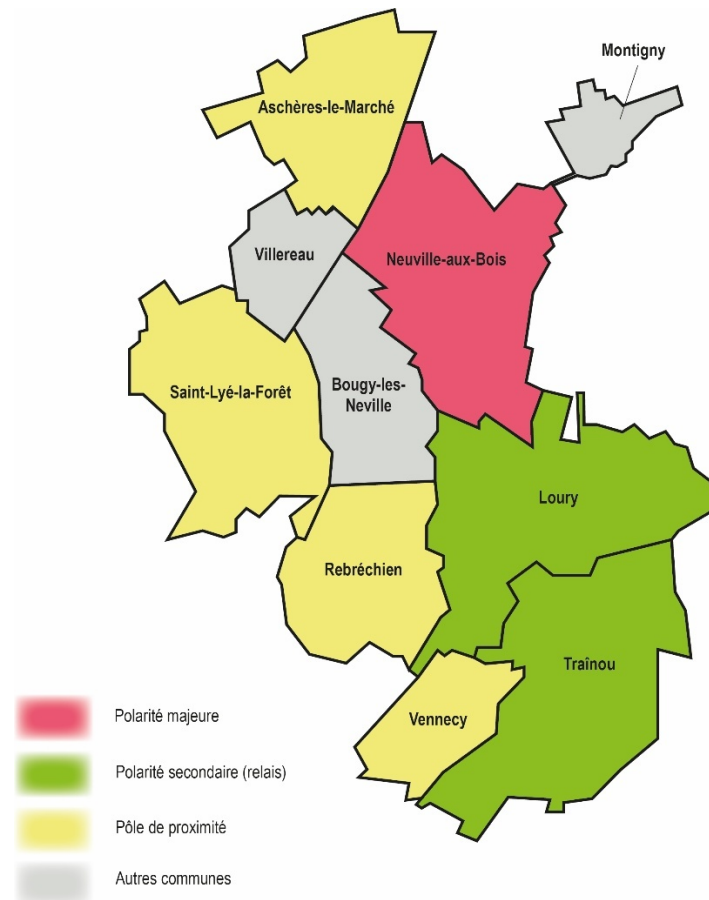 Montigny
Aschères-le-Marché
Villereau
Neuville-aux-Bois
Saint-Lyé-la-Forêt
Bougy-les-
Neville
Loury
Rebréchien
Traînou
Vennecy
Polarité majeure
Polarité secondaire (relais)
Pôle de proximité
Autres communes